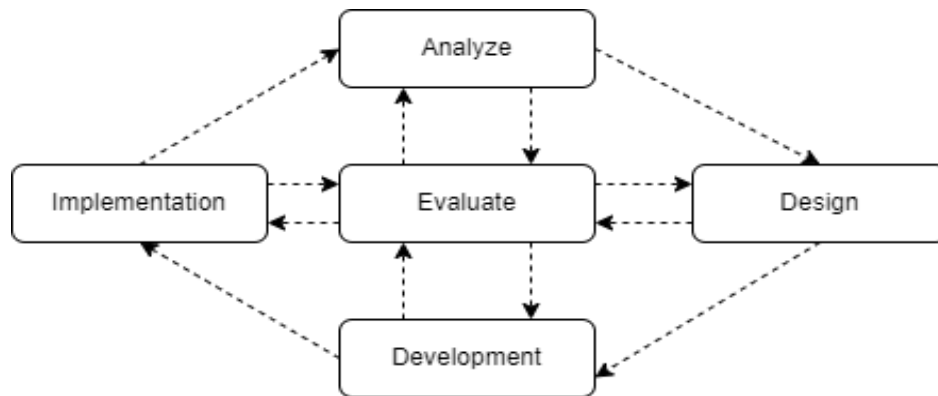 Analyze
Implementation
Evaluate
Design
Development